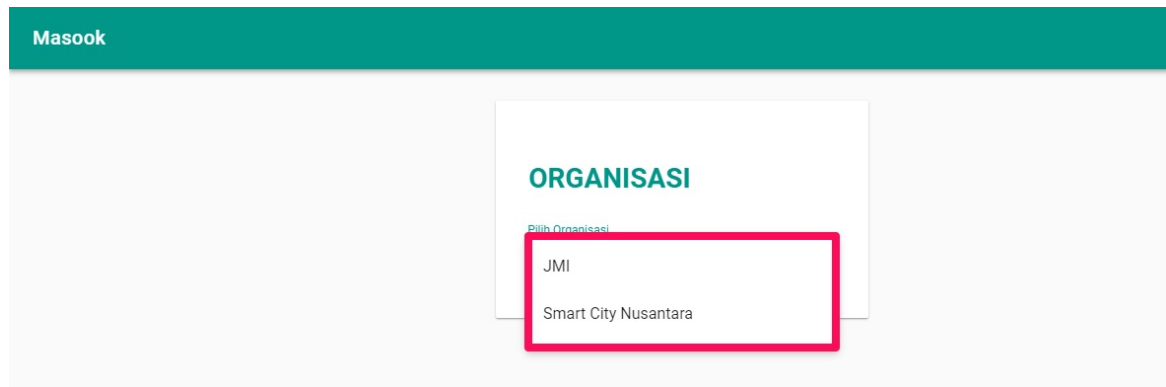 Masook
ORGANISASI
Pilih Organisasi
JMI
Smart City Nusantara